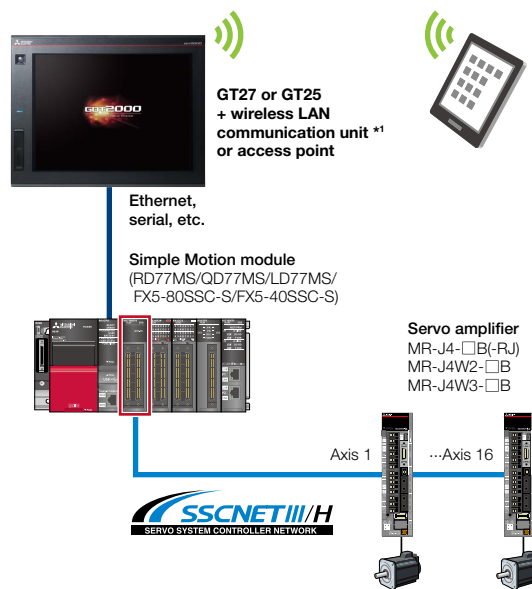 GOT2000
GT27 or GT25
+ wireless LAN
communication unit *1
or access point
Ethernet,
serial, etc.
Simple Motion module
(RD77MS/QD77MS/LD77MS/
FX5-80SSC-S/FX5-40SSC-S)
Servo amplifier
MR-J4-□B(-RJ)
MR-J4W2-□B
MR-J4W3-□B
Axis 1
···Axis 16
SSCNETIII/H
SERVO SYSTEM CONTROLLER NETWORK